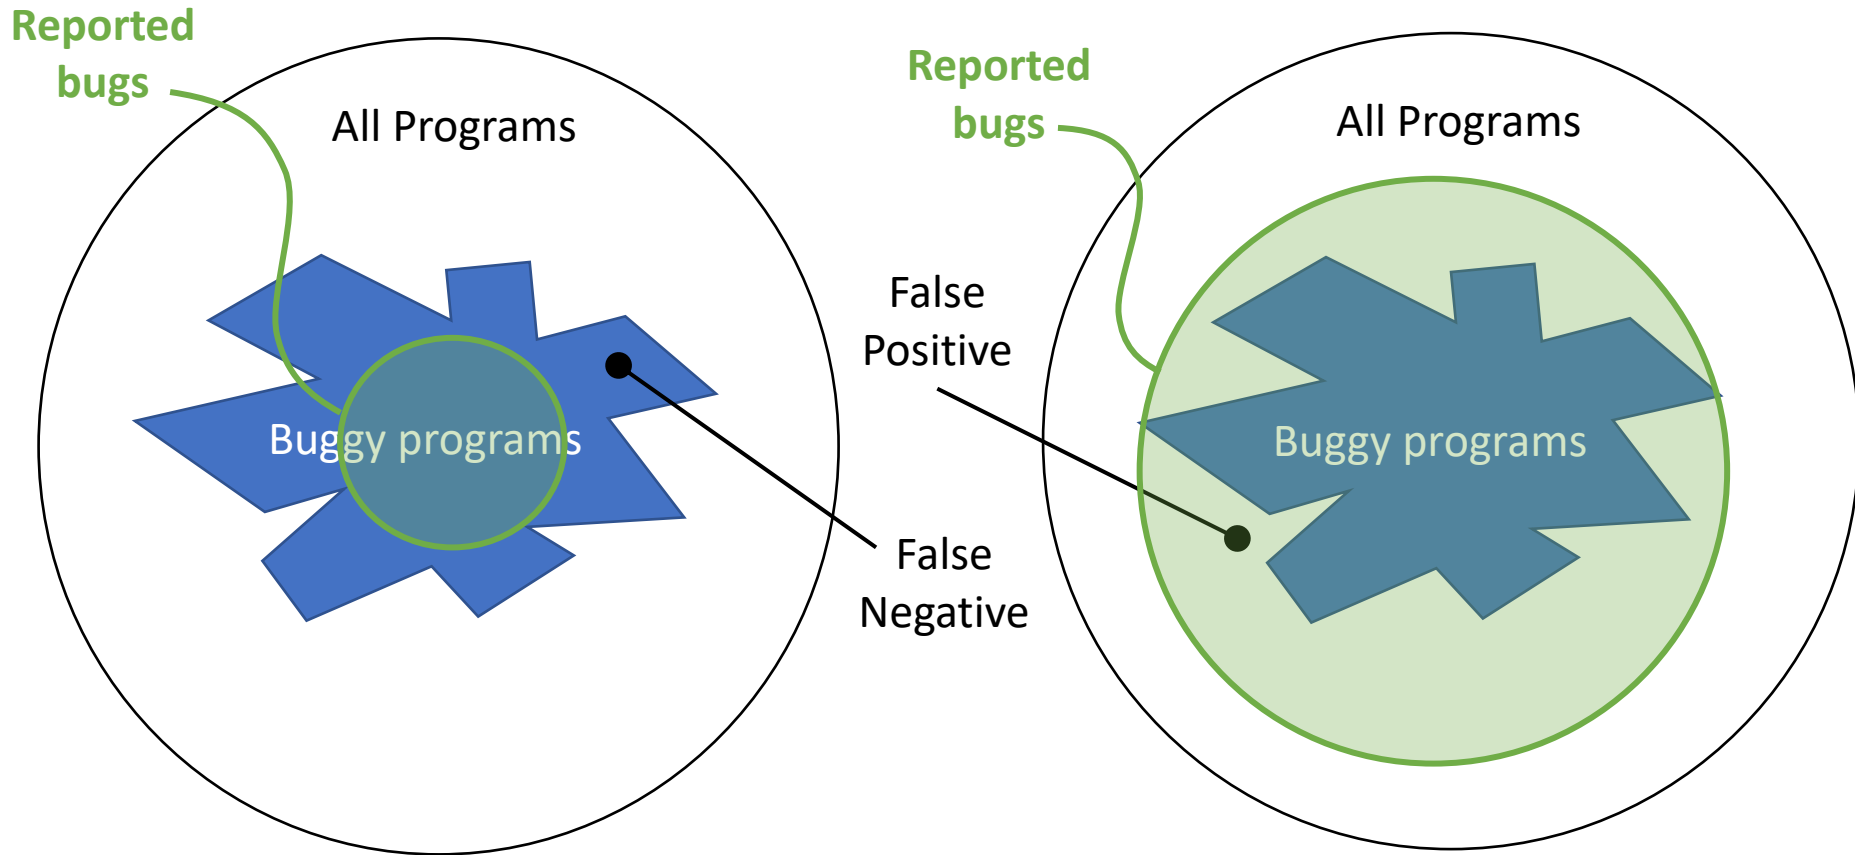 Reported
bugs
All Programs
Buggy programs
False
Negative
Reported
bugs
All Programs
False
Positive
Buggy programs